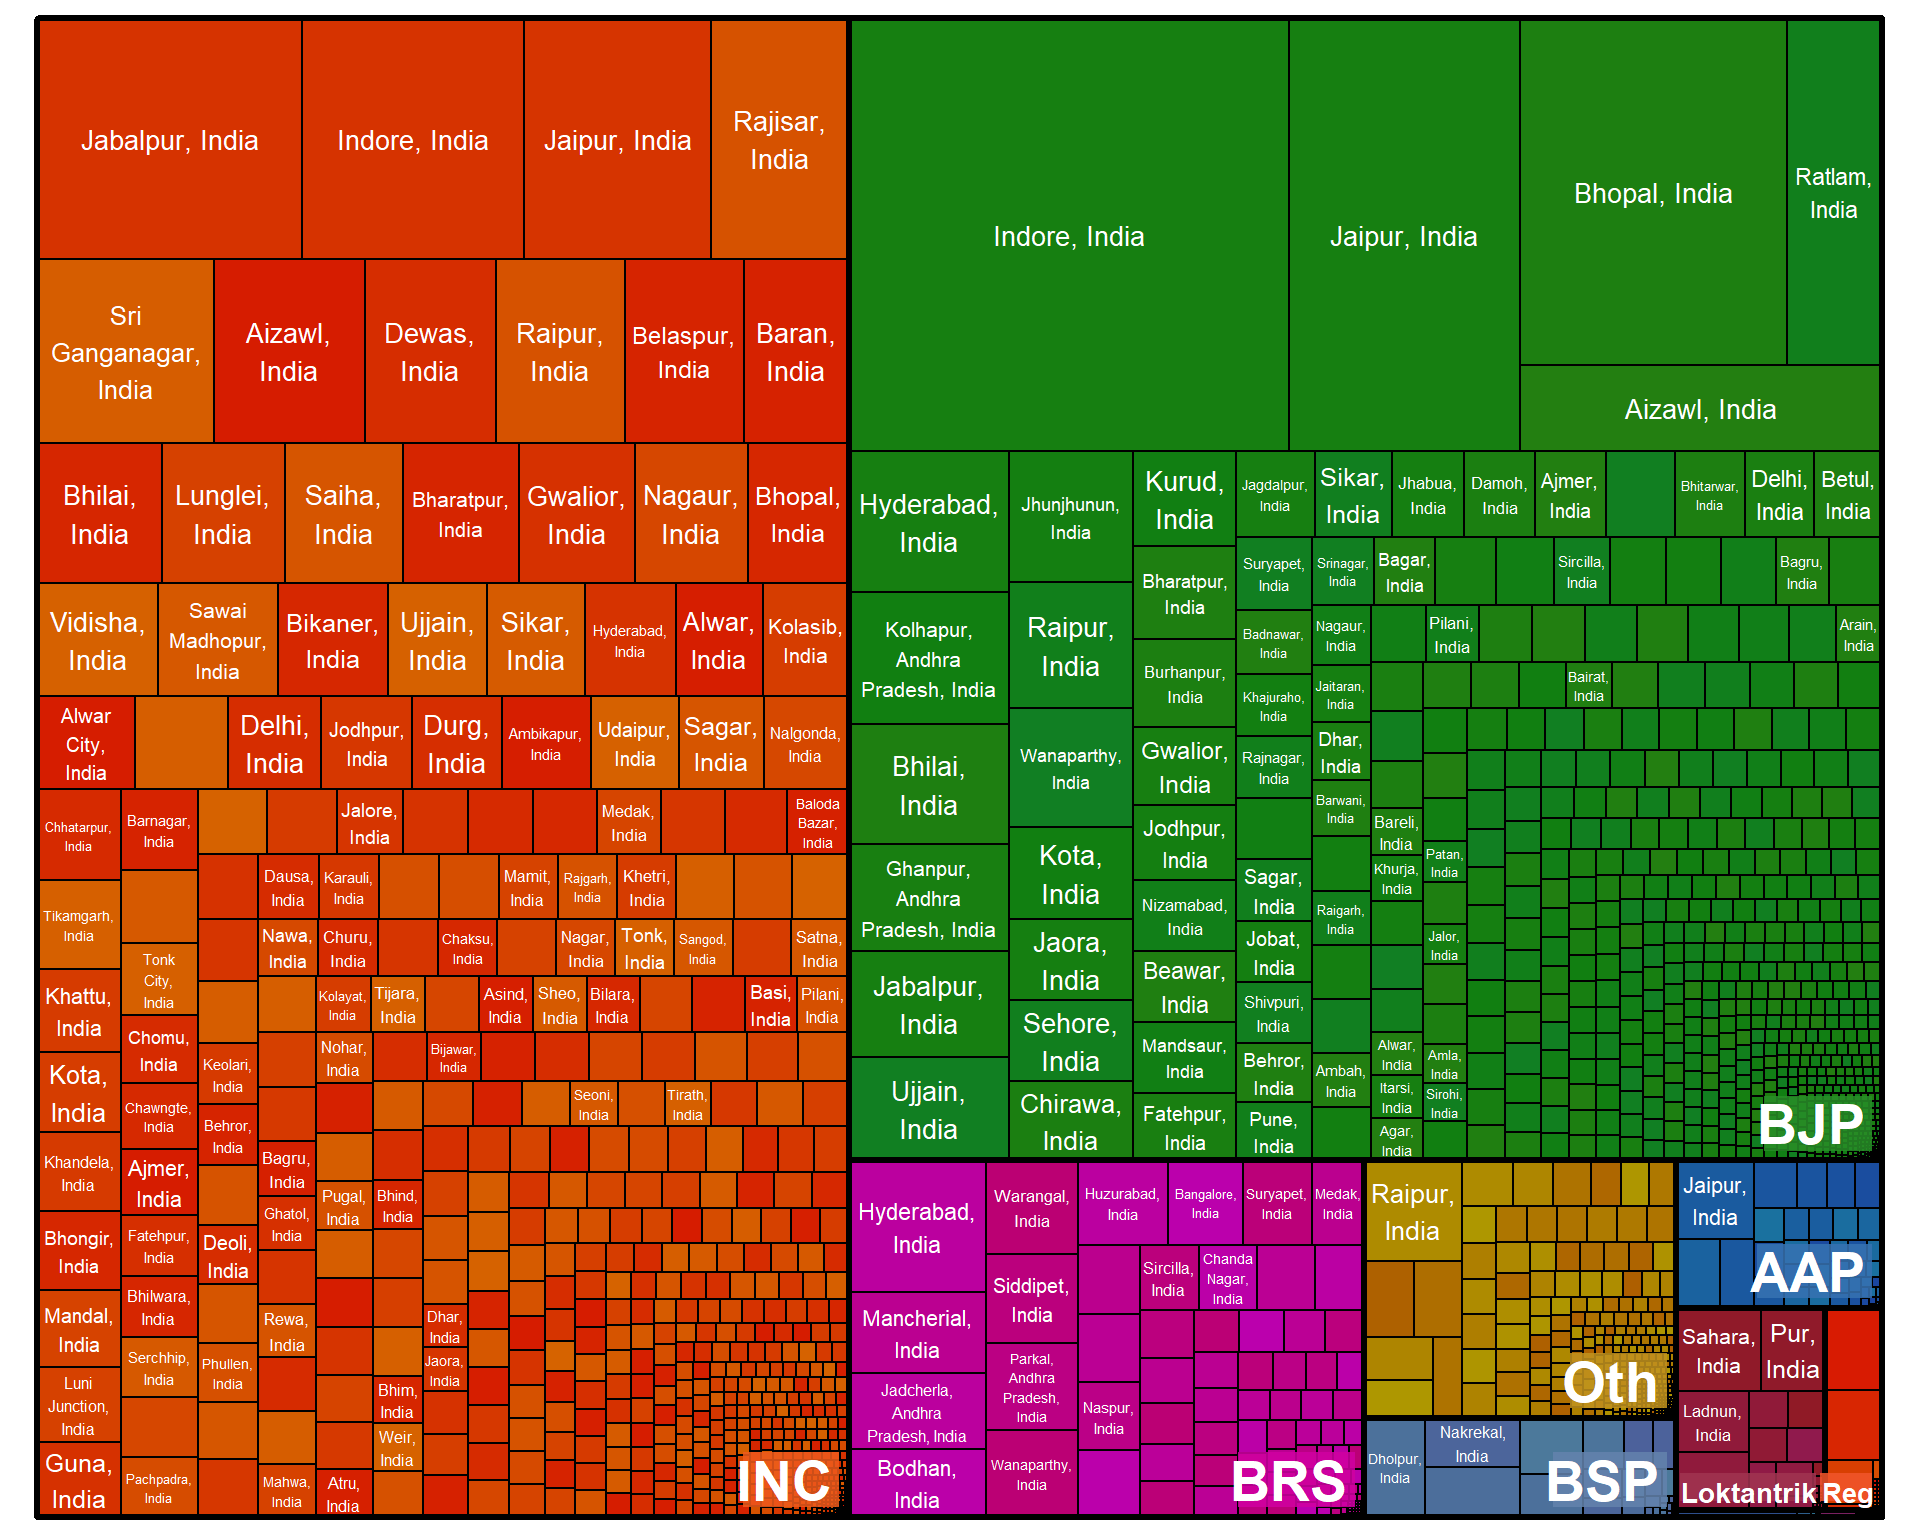 Jabalpur, India
Indore, India
Jaipur, India
Rajisar,
India
Sri
Ganganagar,
India
Aizawl,
India
Dewas,
India
Raipur,
India
Belaspur,
India
Baran,
India
Bhilai,
India
Lunglei,
India
Saiha,
India
Bharatpur,
India
Gwalior,
India
Nagaur,
India
Bhopal,
India
Vidisha,
India
Sawai
Madhopur,
India
Bikaner,
India
Ujjain,
India
Sikar,
India
Hyderabad,
India
Alwar,
India
Kolasib,
India
Alwar
City,
India
Delhi,
India
Jodhpur,
India
Durg,
India
Ambikapur,
India
Udaipur,
India
Sagar,
India
Nalgonda,
India
Chhatarpur,
India
Barnagar,
India
Jalore,
India
Medak,
India
Baloda
Bazar,
India
Tikamgarh,
India
Dausa,
India
Karauli,
India
Mamit,
India
Rajgarh,
India
Khetri,
India
Tonk
City,
India
Nawa,
India
Churu,
India
Chaksu,
India
Nagar,
India
Tonk,
India
Sangod,
India
Satna,
India
Khattu,
India
Kolayat,
India
Tijara,
India
Asind,
India
Sheo,
India
Bilara,
India
Basi,
India
Pilani,
India
Chomu,
India
Kota,
India
Keolari,
India
Nohar,
India
Bijawar,
India
Chawngte,
India
Behror,
India
Seoni,
India
Tirath,
India
Khandela,
India
Ajmer,
India
Bagru,
India
Pugal,
India
Bhind,
India
Bhongir,
India
Fatehpur,
India
Deoli,
India
Ghatol,
India
Mandal,
India
Bhilwara,
India
Rewa,
India
Dhar,
India
Serchhip,
India
Phullen,
India
Jaora,
India
Luni
Junction,
India
Bhim,
India
Weir,
India
Guna,
India
Pachpadra,
India
Mahwa,
India
Atru,
India
INC
Indore, India
Jaipur, India
Bhopal, India
Ratlam,
India
Aizawl, India
Hyderabad,
India
Jhunjhunun,
India
Kurud,
India
Jagdalpur,
India
Sikar,
India
Jhabua,
India
Damoh,
India
Ajmer,
India
Bhitarwar,
India
Delhi,
India
Betul,
India
Bharatpur,
India
Suryapet,
India
Srinagar,
India
Bagar,
India
Sircilla,
India
Bagru,
India
Kolhapur,
Andhra
Pradesh, India
Raipur,
India
Burhanpur,
India
Badnawar,
India
Nagaur,
India
Pilani,
India
Arain,
India
Khajuraho,
India
Jaitaran,
India
Bairat,
India
Bhilai,
India
Wanaparthy,
India
Gwalior,
India
Rajnagar,
India
Dhar,
India
Barwani,
India
Jodhpur,
India
Bareli,
India
Ghanpur,
Andhra
Pradesh, India
Kota,
India
Nizamabad,
India
Sagar,
India
Khurja,
India
Patan,
India
Raigarh,
India
Jaora,
India
Jobat,
India
Jalor,
India
Jabalpur,
India
Beawar,
India
Shivpuri,
India
Sehore,
India
Mandsaur,
India
Behror,
India
Ambah,
India
Alwar,
India
Amla,
India
Ujjain,
India
Chirawa,
India
Fatehpur,
India
Pune,
India
Itarsi,
India
Sirohi,
India
Agar,
India
BJP
Hyderabad,
India
Warangal,
India
Huzurabad,
India
Bangalore,
India
Suryapet,
India
Medak,
India
Siddipet,
India
Sircilla,
India
Chanda
Nagar,
India
Mancherial,
India
Parkal,
Andhra
Pradesh,
India
Jadcherla,
Andhra
Pradesh, India
Naspur,
India
Bodhan,
India
Wanaparthy,
India
BRS
Raipur,
India
Oth
Jaipur,
India
AAP
Dholpur,
India
Nakrekal,
India
BSP
Sahara,
India
Pur,
India
Ladnun,
India
Loktantrik
Reg